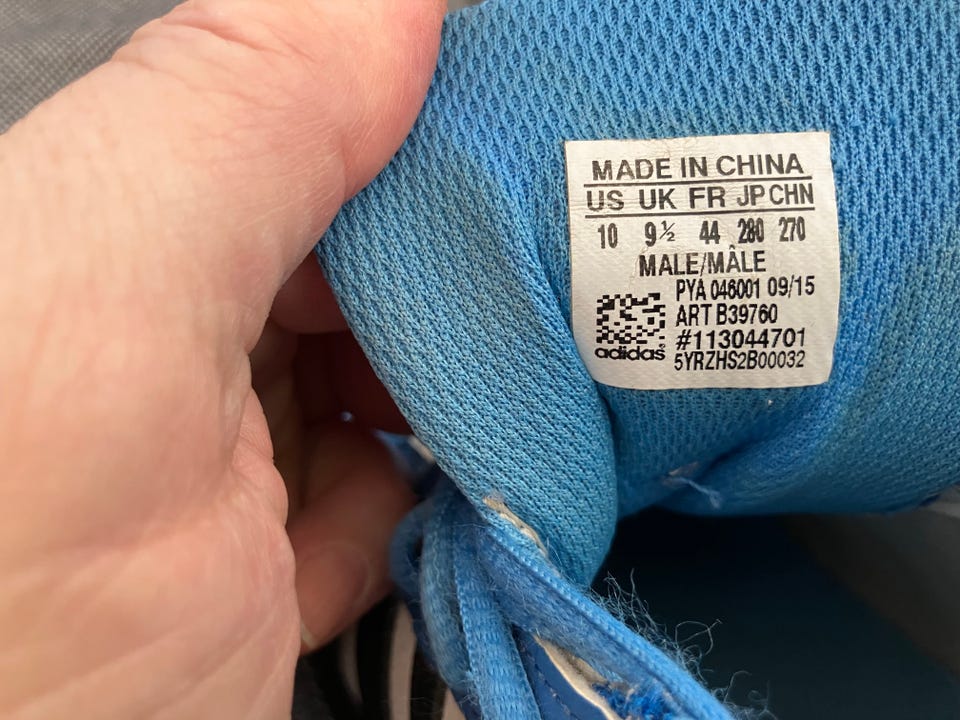 MADE IN CHINA
US UK FR JP CHN
10 9½ 44 280 270
MALE/MÂLE
PYA 046001 09/15
ART B39760
#113044701
adidas
5YRZHS2B00032